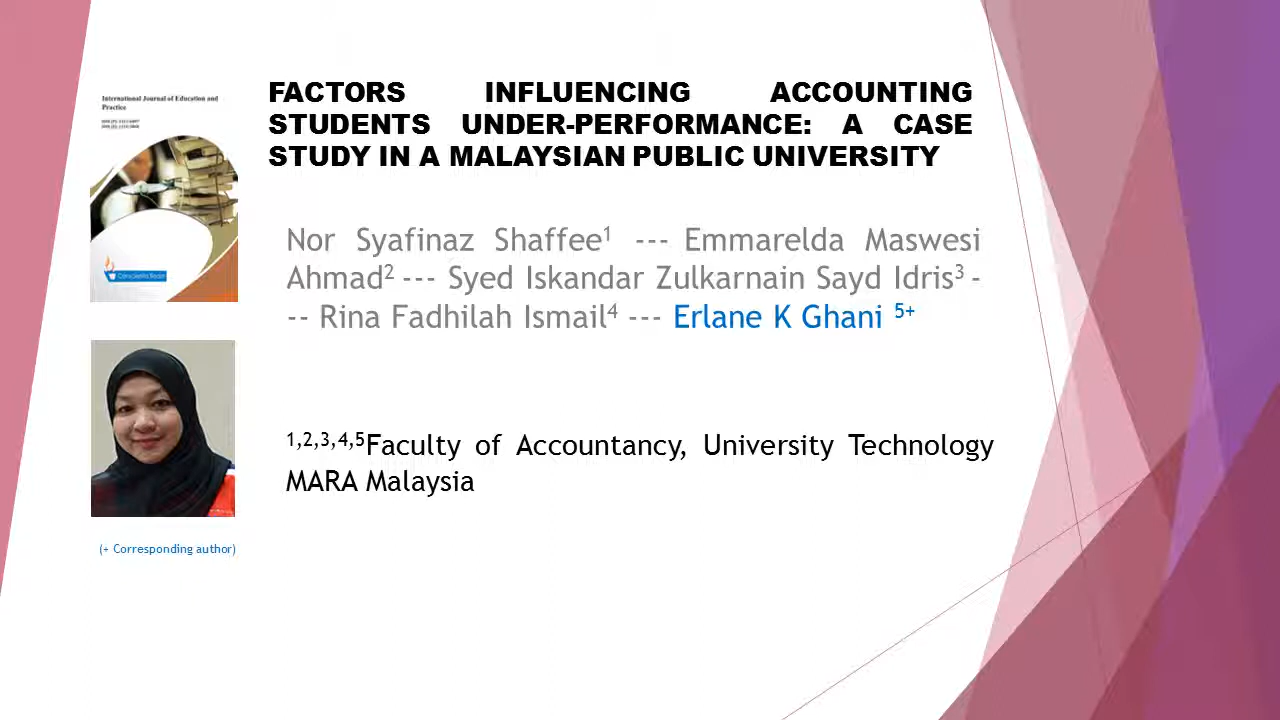 International Journal of Education and
Practice
FACTORS INFLUENCING ACCOUNTING
STUDENTS UNDER-PERFORMANCE: A CASE
STUDY IN A MALAYSIAN PUBLIC UNIVERSITY
Nor Syafinaz Shaffee¹ --- Emmarelda Maswesi
Ahmad² --- Syed Iskandar Zulkarnain Sayd Idris³ -
-- Rina Fadhilah Ismail⁴ --- Erlane K Ghani ⁵⁺
¹,²,³,⁴,⁵Faculty of Accountancy, University Technology
MARA Malaysia
(+ Corresponding author)